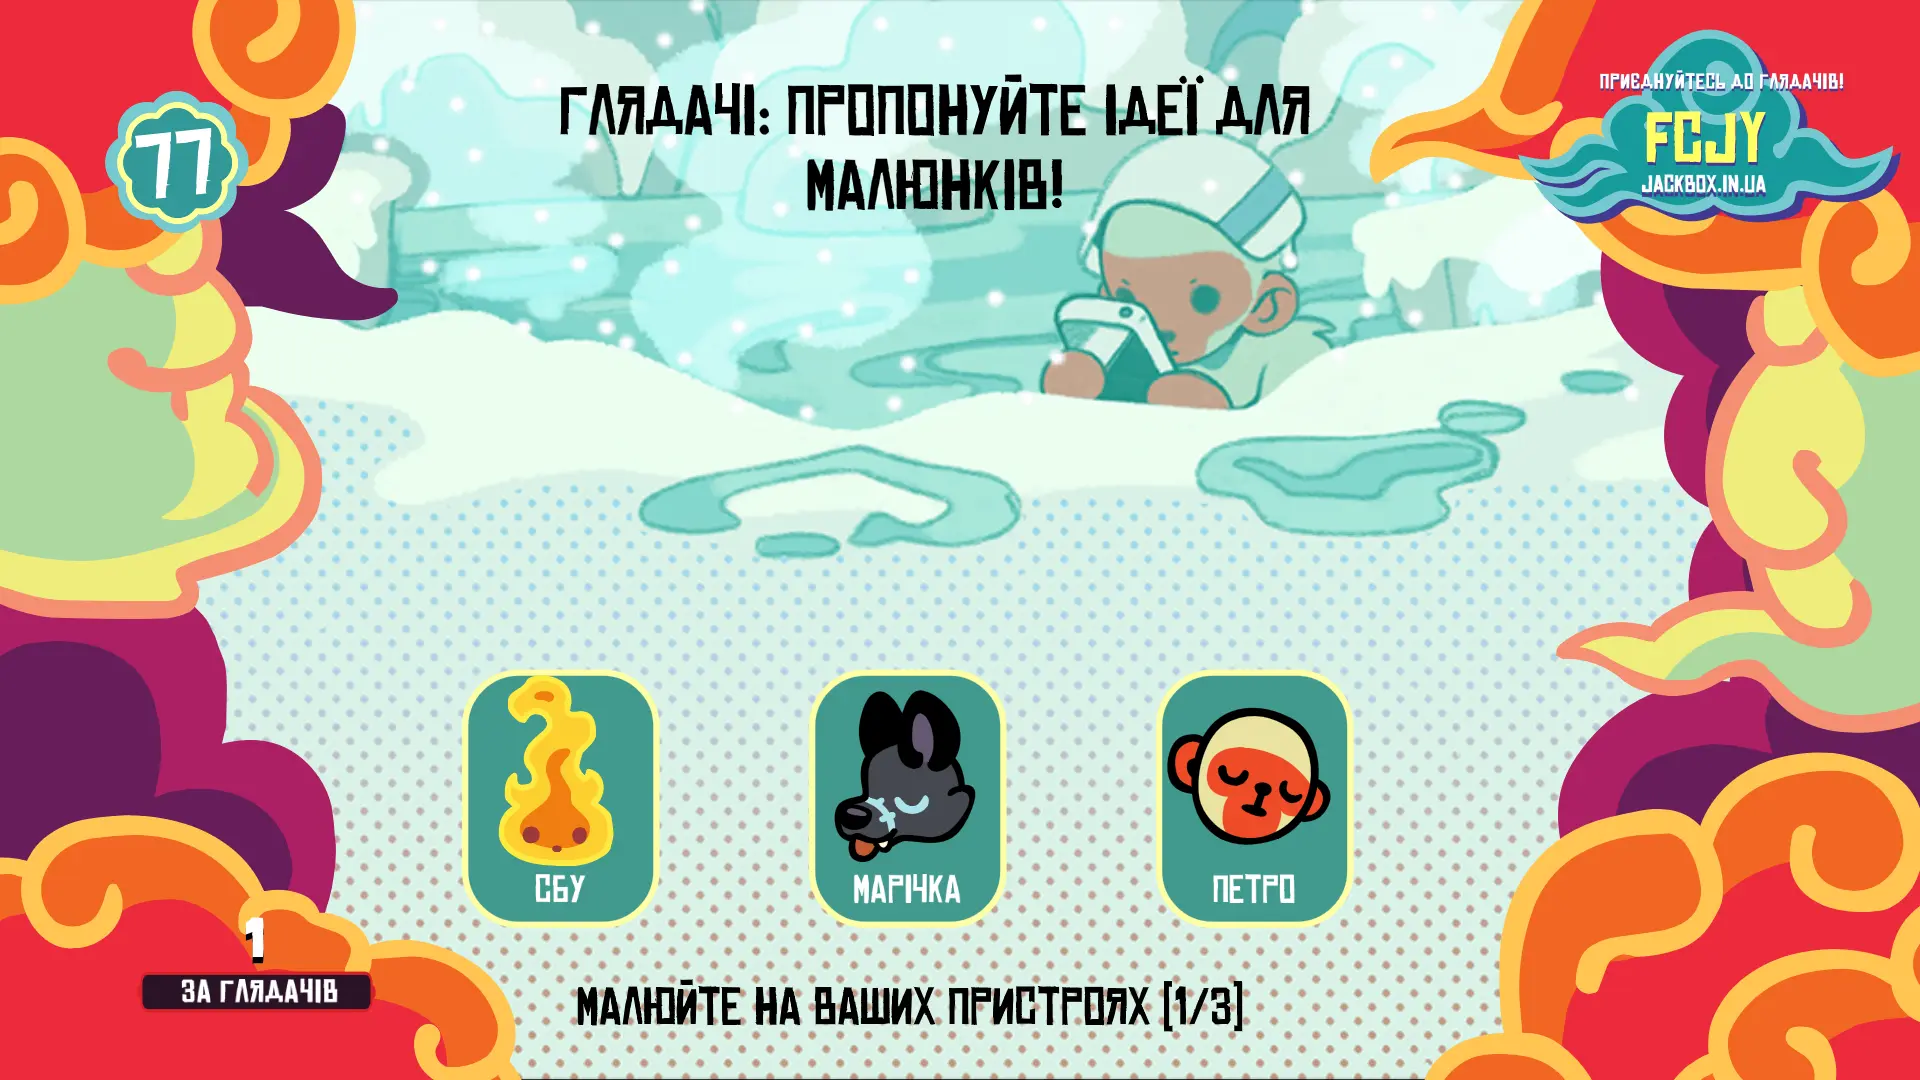 77
ГЛЯДАЧІ: ПРОПОНУЙТЕ ІДЕЇ ДЛЯ
МАЛЮНКІВ!
ПРИЄДНУЙТЕСЬ ДО ГЛЯДАЧІВ!
FCJY
JACKBOX.IN.UA
СБУ
МАРІЧКА
ПЕТРО
1
ЗА ГЛЯДАЧІВ
МАЛЮЙТЕ НА ВАШИХ ПРИСТРОЯХ [1/3]